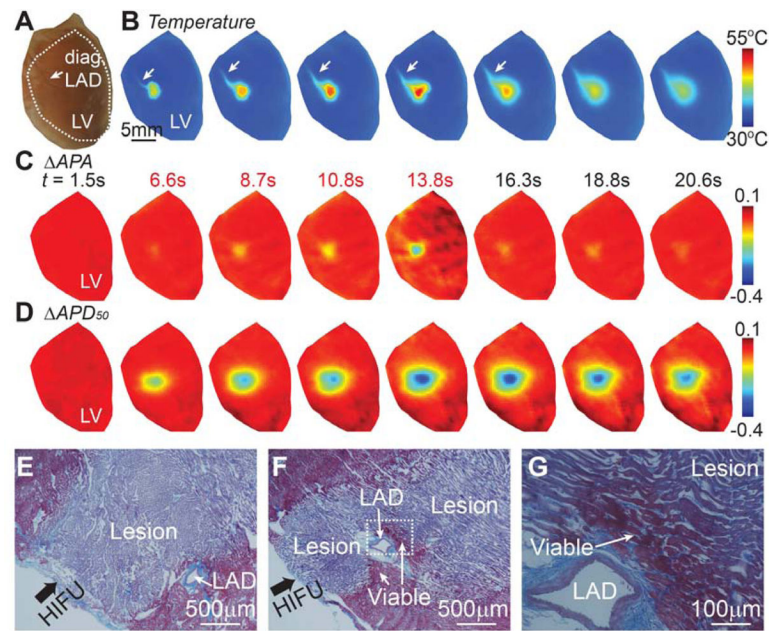 A
diag.
LAD
LV
B Temperature
5mm
LV
55°C
30°C
C ΔAPA
t = 1.5s 6.6s 8.7s 10.8s 13.8s 16.3s 18.8s 20.6s
LV
0.1
-0.4
D ΔAPD50
LV
0.1
-0.4
E
Lesion
LAD
HIFU
500μm
F
LAD
Lesion
Lesion
Viable
HIFU
500μm
G
Lesion
Viable
LAD
100μm